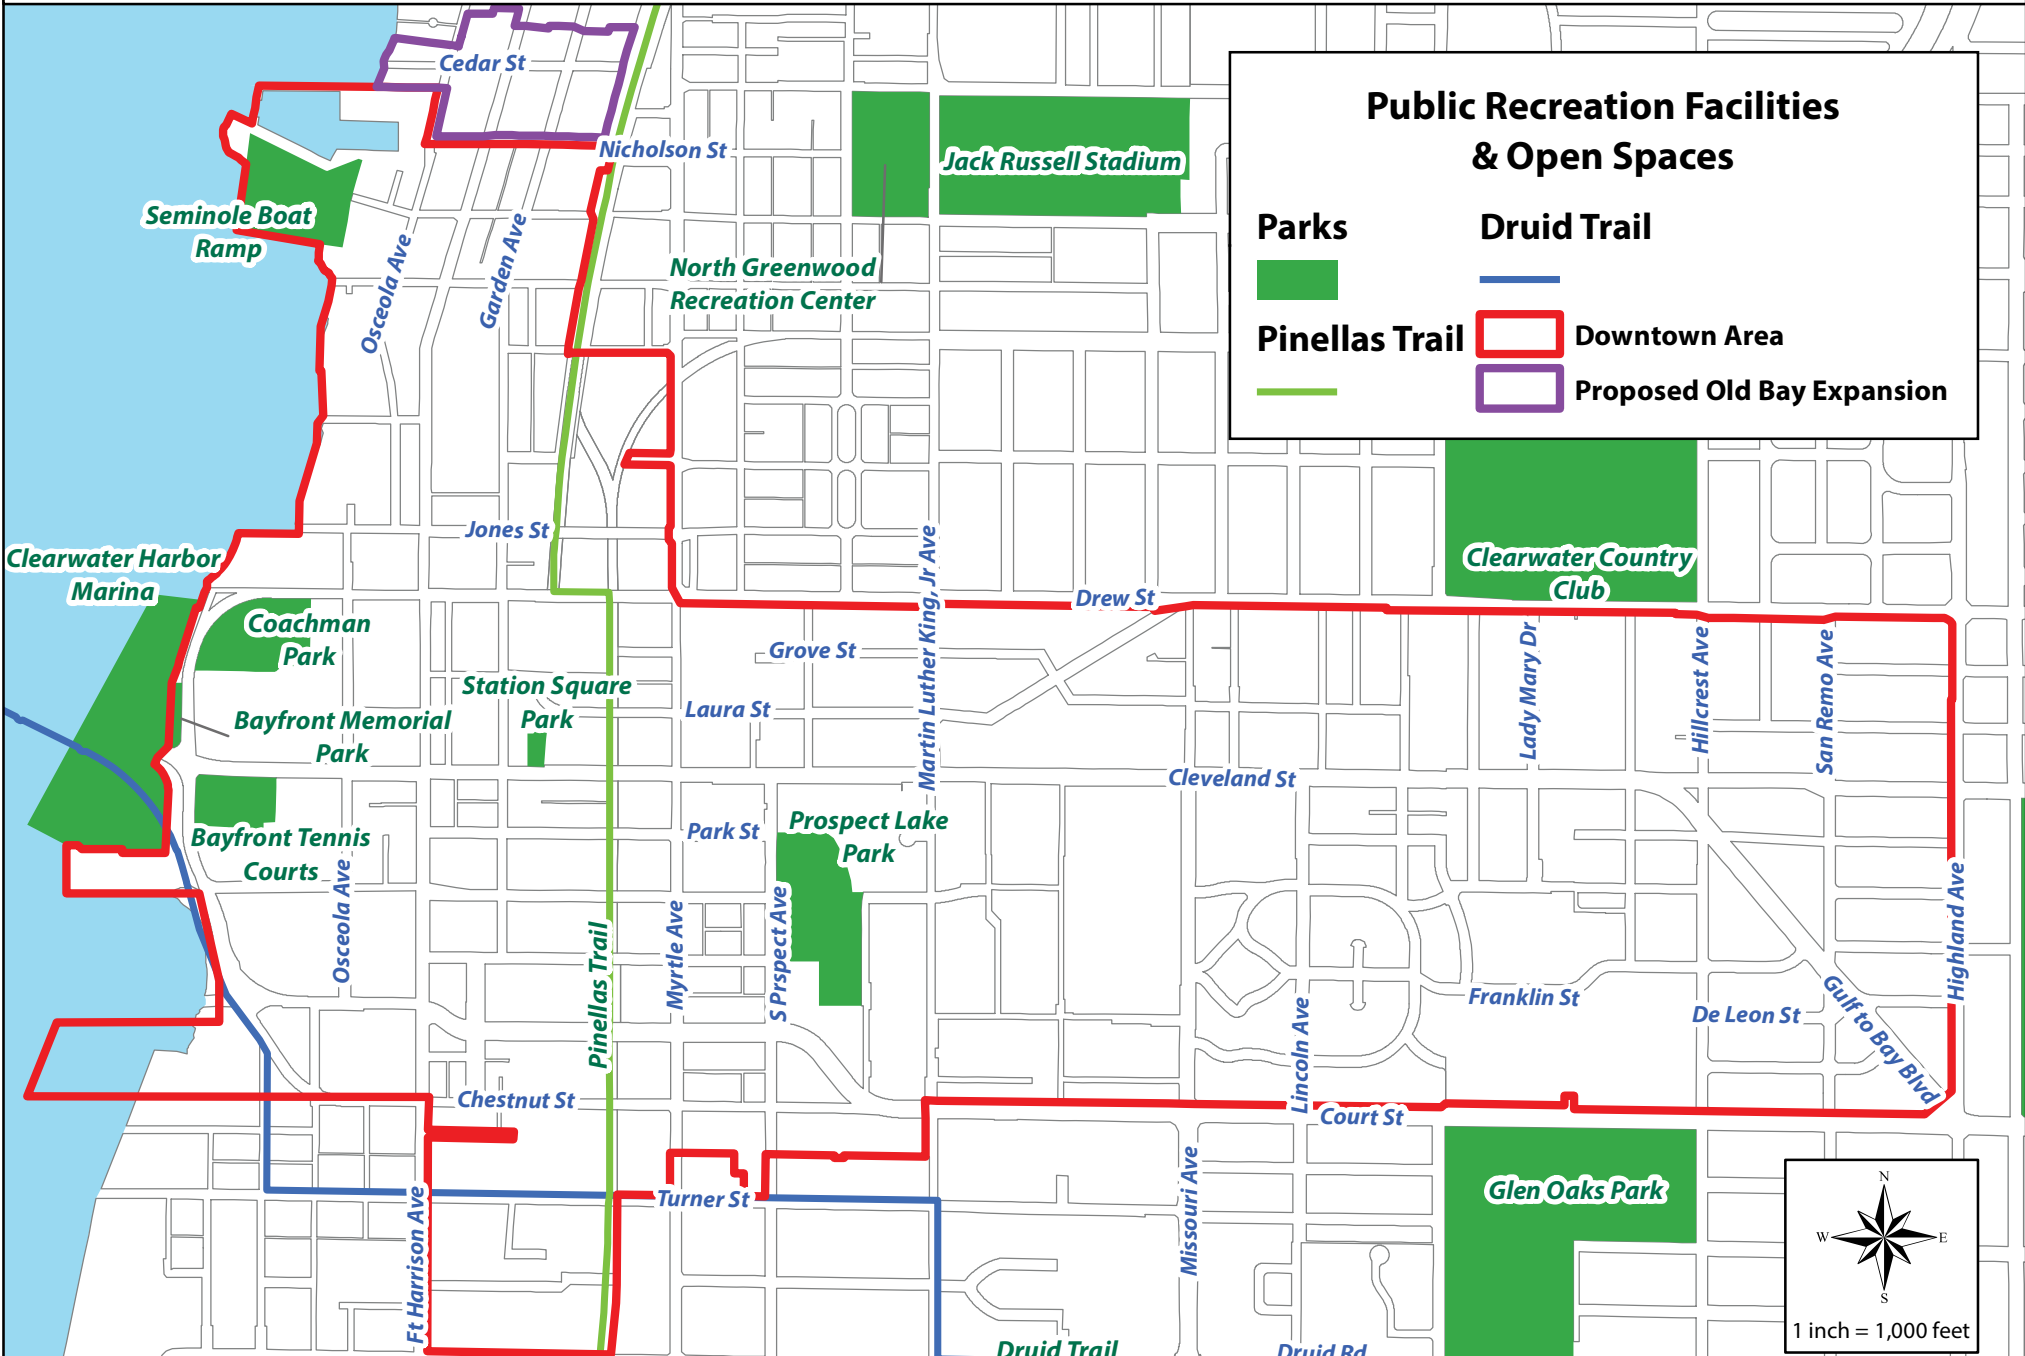 Cedar St
Public Recreation Facilities
& Open Spaces
Nicholson St
Jack Russell Stadium
Seminole Boat
Ramp
Parks
Druid Trail
Osceola Ave
Garden Ave
North Greenwood
Recreation Center
Pinellas Trail
Downtown Area
Proposed Old Bay Expansion
Jones St
Clearwater Harbor
Marina
Clearwater Country
Club
Martin Luther King, Jr Ave
Drew St
Coachman
Park
Grove St
Lady Mary Dr
Hillcrest Ave
San Remo Ave
Station Square
Park
Laura St
Bayfront Memorial
Park
Cleveland St
Bayfront Tennis
Courts
Park St
Prospect Lake
Park
Osceola Ave
Pinellas Trail
Myrtle Ave
S Prspect Ave
Highland Ave
Franklin St
De Leon St
Gulf to Bay Blvd
Lincoln Ave
Chestnut St
Court St
Ft Harrison Ave
Turner St
Missouri Ave
Glen Oaks Park
N
W
E
S
1 inch = 1,000 feet
Druid Trail
Druid Rd